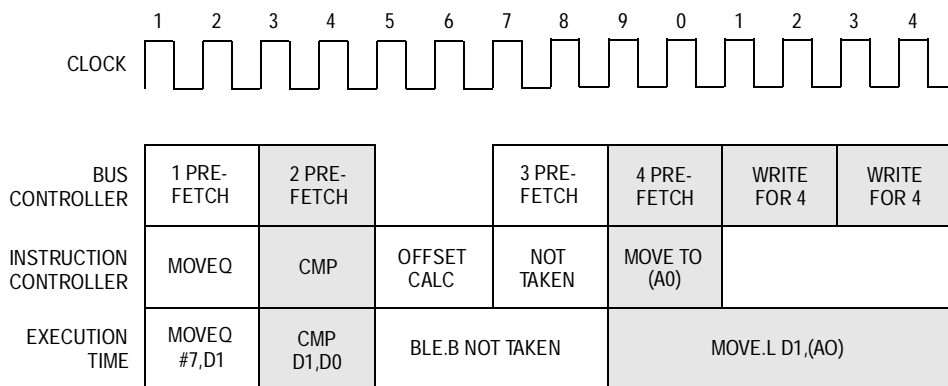 1 2 3 4 5 6 7 8 9 0 1 2 3 4
CLOCK
BUS
CONTROLLER
1 PRE-
FETCH
2 PRE-
FETCH
3 PRE-
FETCH
4 PRE-
FETCH
WRITE
FOR 4
WRITE
FOR 4
INSTRUCTION
CONTROLLER
MOVEQ
CMP
OFFSET
CALC
NOT
TAKEN
MOVE TO
(A0)
EXECUTION
TIME
MOVEQ
#7,D1
CMP
D1,D0
BLE.B NOT TAKEN
MOVE.L D1,(AO)